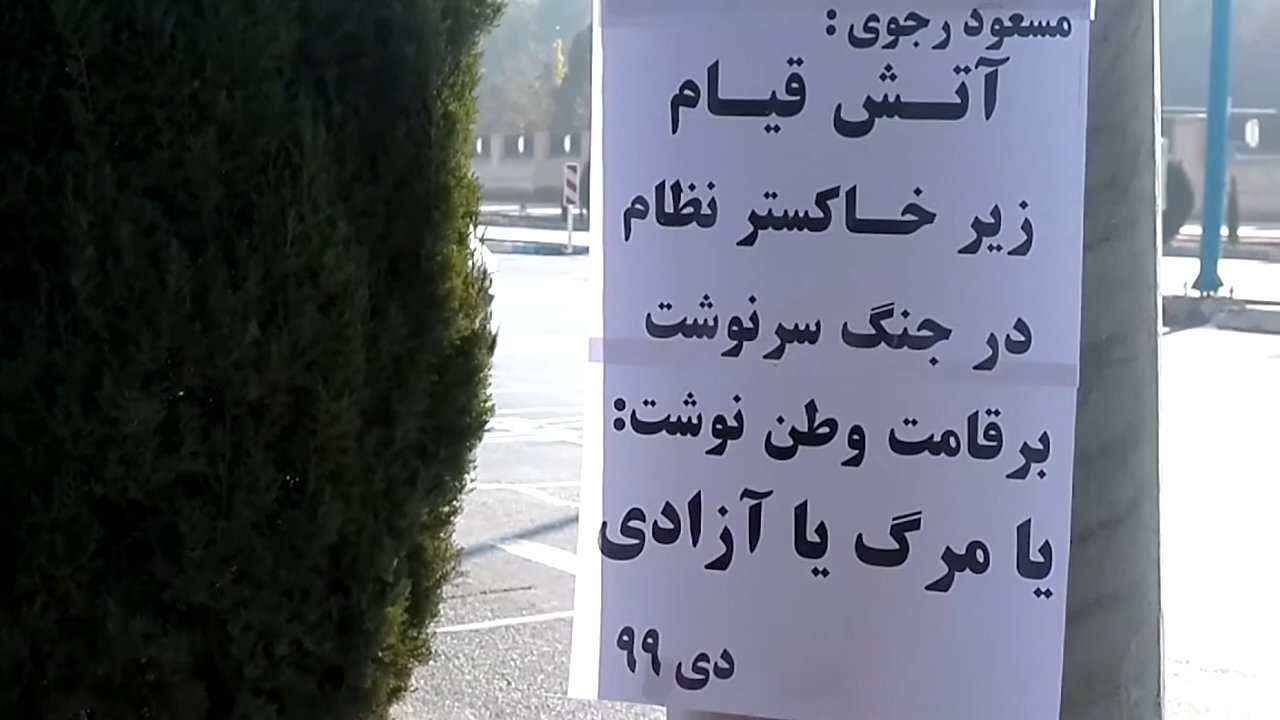 مسعود رجوی :
آتش قیام
زیر خاکستر نظام
در جنگ سرنوشت
برقامت وطن نوشت:
یا مرگ یا آزادی
دی ۹۹